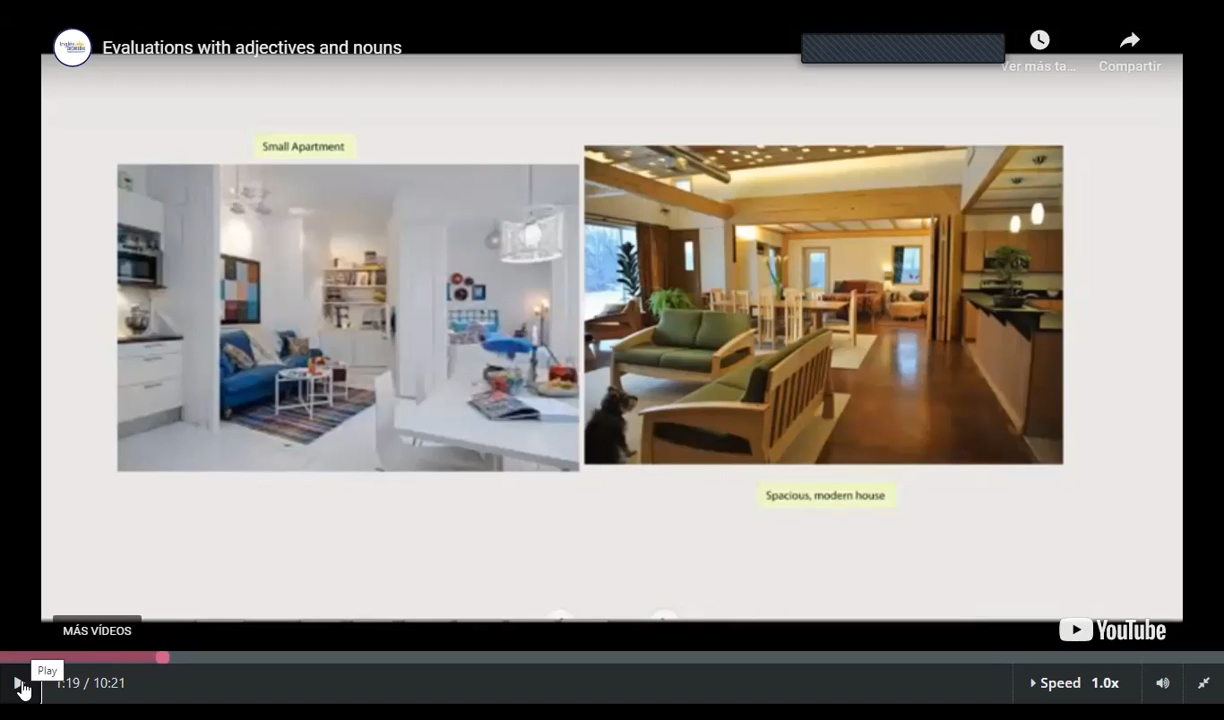 Evaluations with adjectives and nouns
Ver más ta...
Compartir
Small Apartment
Spacious, modern house
MÁS VÍDEOS
YouTube
Play
1:19 / 10:21
Speed 1.0x